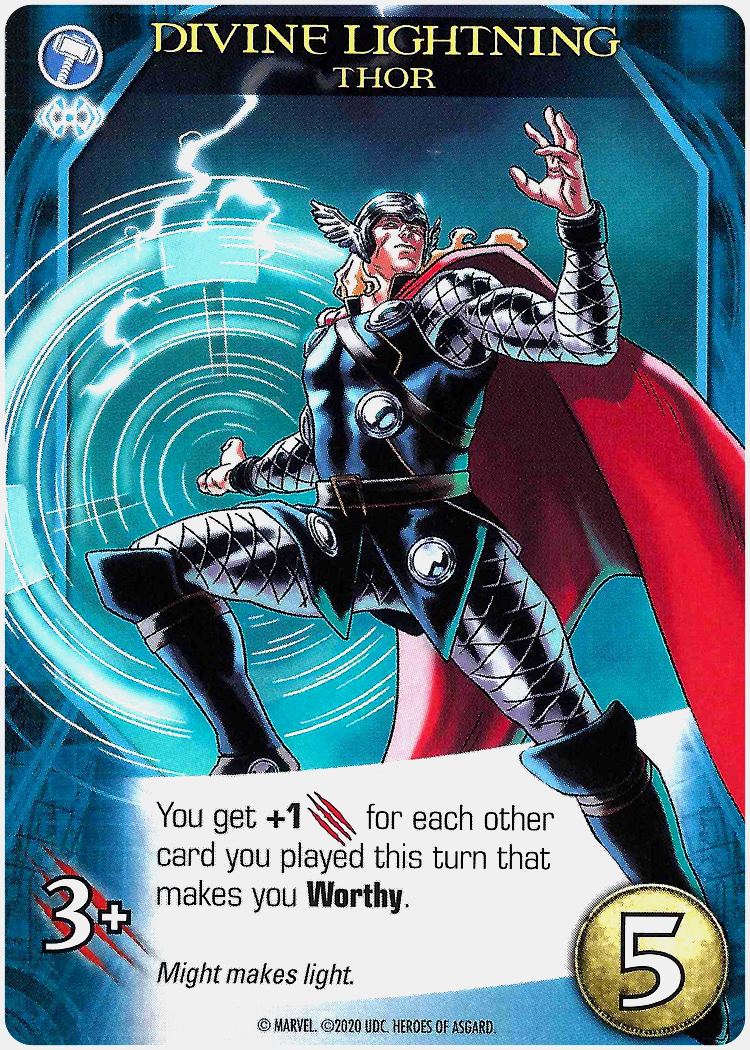 DIVINE LIGHTNING
THOR
You get +1 for each other
card you played this turn that
makes you Worthy.
3+
Might makes light.
5
© MARVEL. ©2020 UDC. HEROES OF ASGARD.